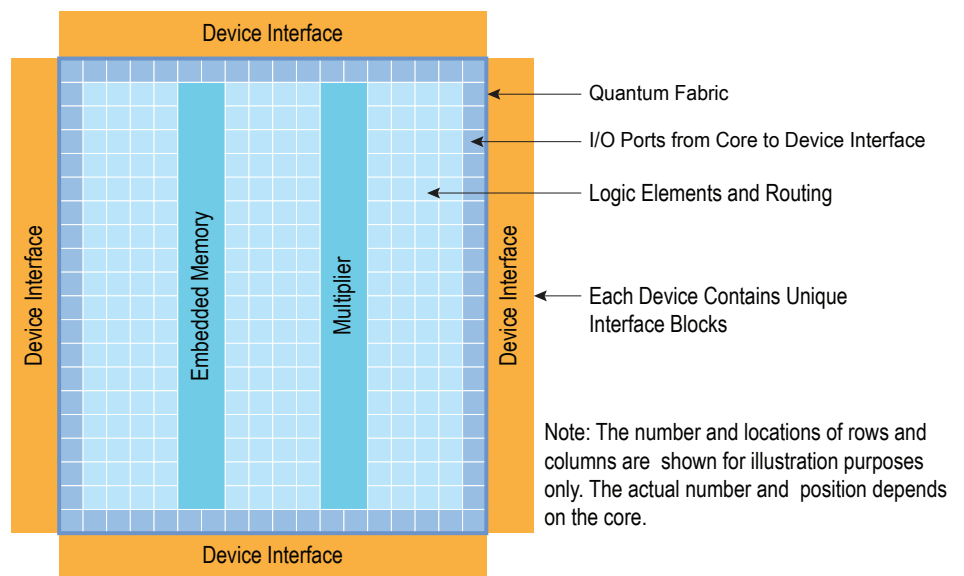 Device Interface
Quantum Fabric
I/O Ports from Core to Device Interface
Logic Elements and Routing
Device Interface
Embedded Memory
Multiplier
Device Interface
Each Device Contains Unique
Interface Blocks
Note: The number and locations of rows and
columns are shown for illustration purposes
only. The actual number and position depends
on the core.
Device Interface